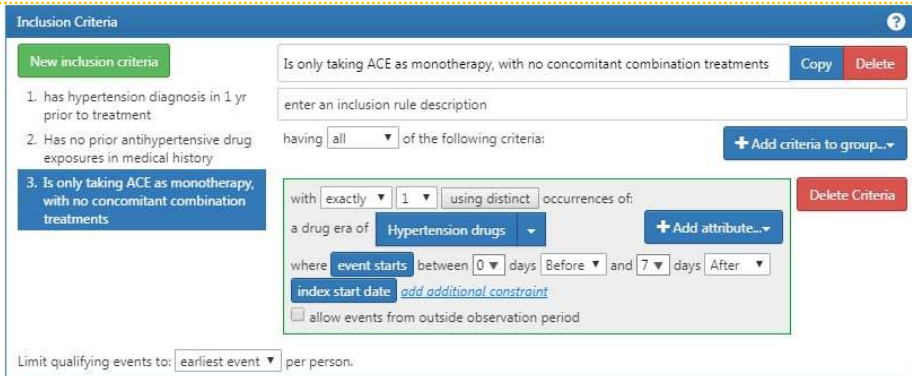 Inclusion Criteria ?
New inclusion criteria
Is only taking ACE as monotherapy, with no concomitant combination treatments Copy Delete
1. has hypertension diagnosis in 1 yr
prior to treatment
2. Has no prior antihypertensive drug
exposures in medical history
3. Is only taking ACE as monotherapy,
with no concomitant combination
treatments
enter an inclusion rule description
having all of the following criteria:
+ Add criteria to group...
with exactly 1 using distinct occurrences of:
Delete Criteria
a drug era of Hypertension drugs + Add attribute...
where event starts between 0 days Before and 7 days After
index start date add additional constraint
allow events from outside observation period
Limit qualifying events to: earliest event per person.